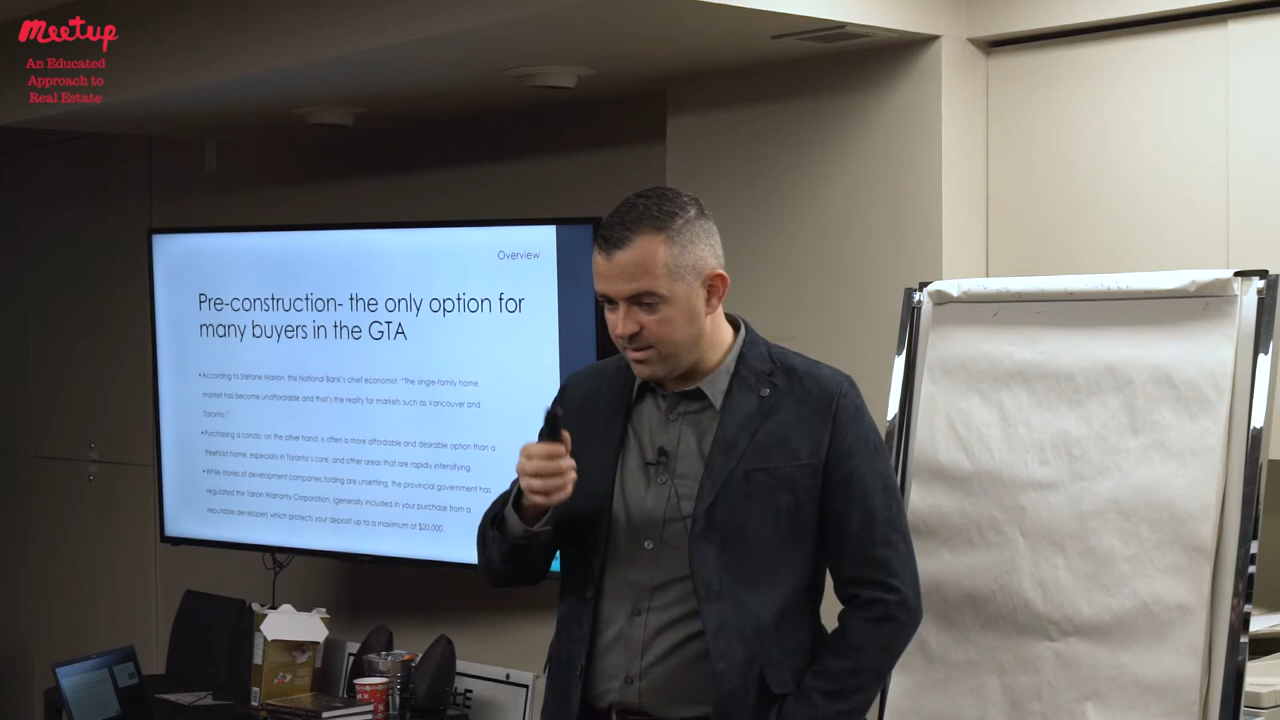 meetup
An Educated
Approach to
Real Estate
Overview
Pre-construction- the only option for
many buyers in the GTA
• According to Stéfane Marion, the National Bank's chief economist "The single-family home
market has become unaffordable and that's the reality for markets such as Vancouver and
Toronto."
• Purchasing a condo, on the other hand, is often a more affordable and desirable option than a
freehold home, especially in Toronto's core, and other areas that are rapidly intensifying.
• While stories of development companies folding are unsettling, the provincial government has
regulated the Tarion Warranty Corporation, (generally included in your purchase from a
reputable developer) which protects your deposit up to a maximum of $20,000.